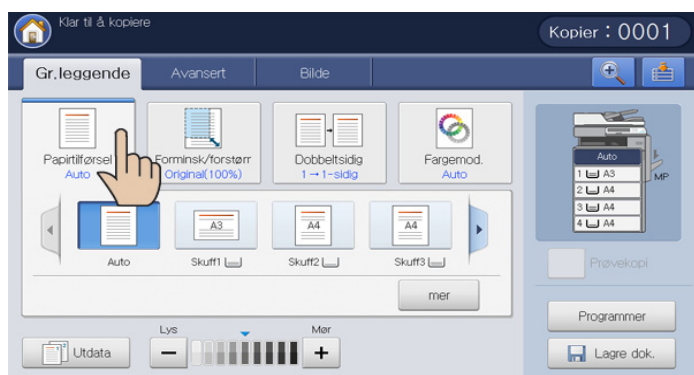 Klar til å kopiere
Kopier : 0001
Gr.leggende
Avansert
Bilde
Papirtilførsel
Auto
Forminsk/forstørr
Original(100%)
Dobbeltsidig
1 → 1-sidig
Fargemod.
Auto
Auto
A3
Skuff1
A4
Skuff2
A4
Skuff3
mer
Auto
1 A3
2 A4
3 A4
4 A4
MP
Prøvekopi
Utdata
Lys
Mør
Programmer
Lagre dok.